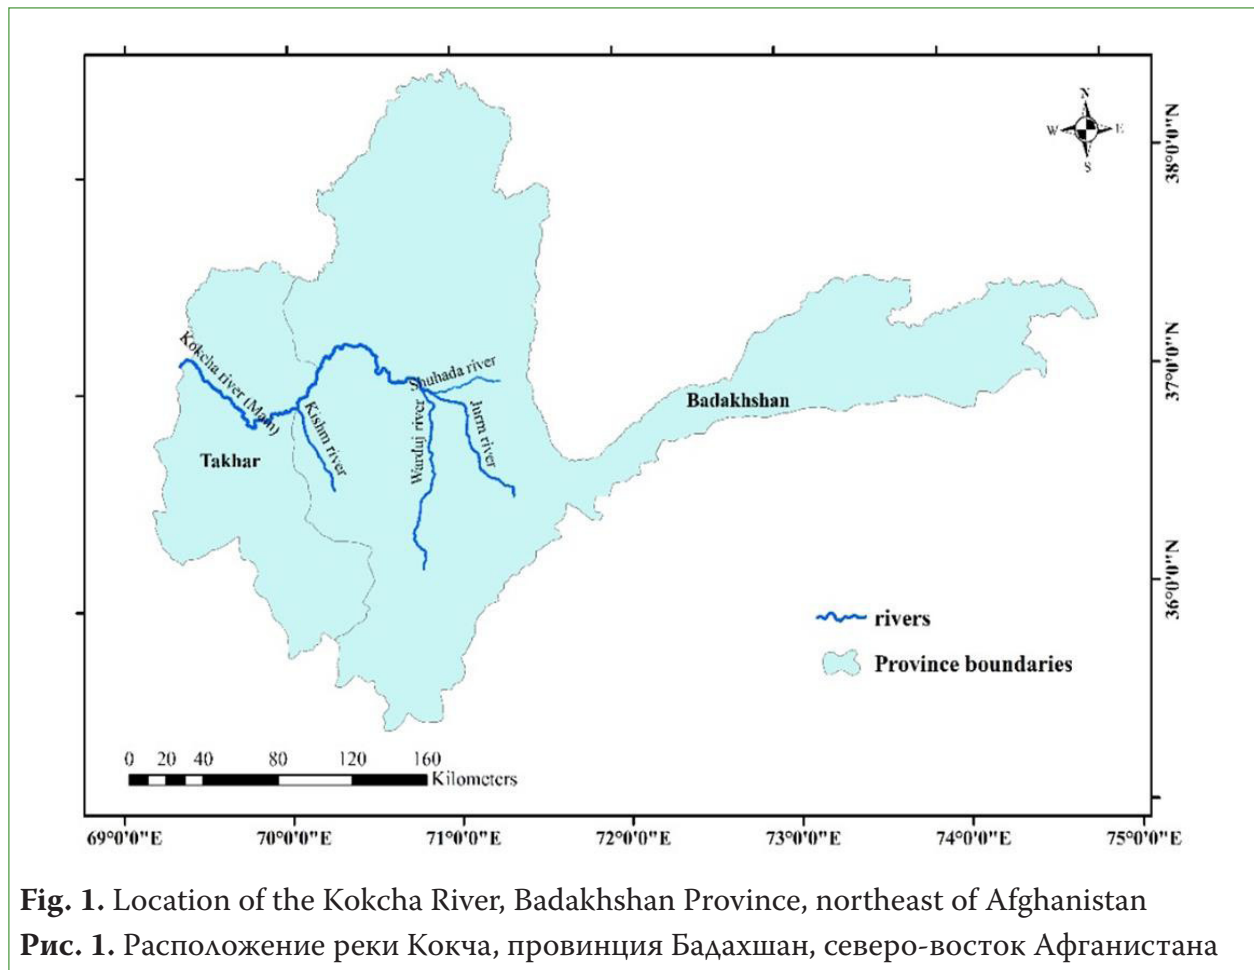 N
W E
S
38°0'0"N
37°0'0"N
36°0'0"N
Kokcha river (Main)
Kishm river
Shuhada river
Warduj river
Jurm river
Badakhshan
Takhar
rivers
Province boundaries
0 20 40 80 120 160
Kilometers
69°0'0"E 70°0'0"E 71°0'0"E 72°0'0"E 73°0'0"E 74°0'0"E 75°0'0"E
Fig. 1. Location of the Kokcha River, Badakhshan Province, northeast of Afghanistan
Рис. 1. Расположение реки Кокча, провинция Бадахшан, северо-восток Афганистана